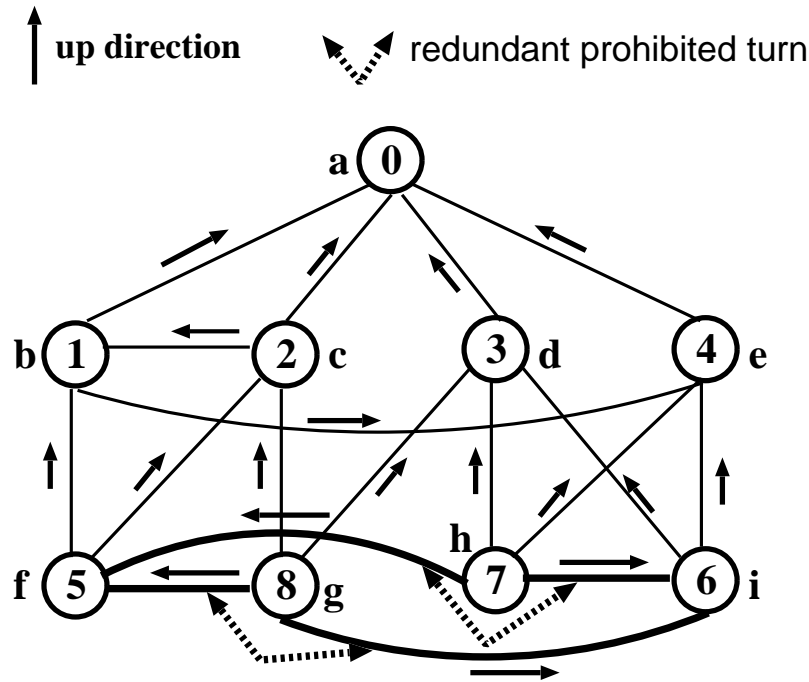 up direction redundant prohibited turn
a 0
b 1 2 c 3 d 4 e
h
f 5 8 g 7 6 i